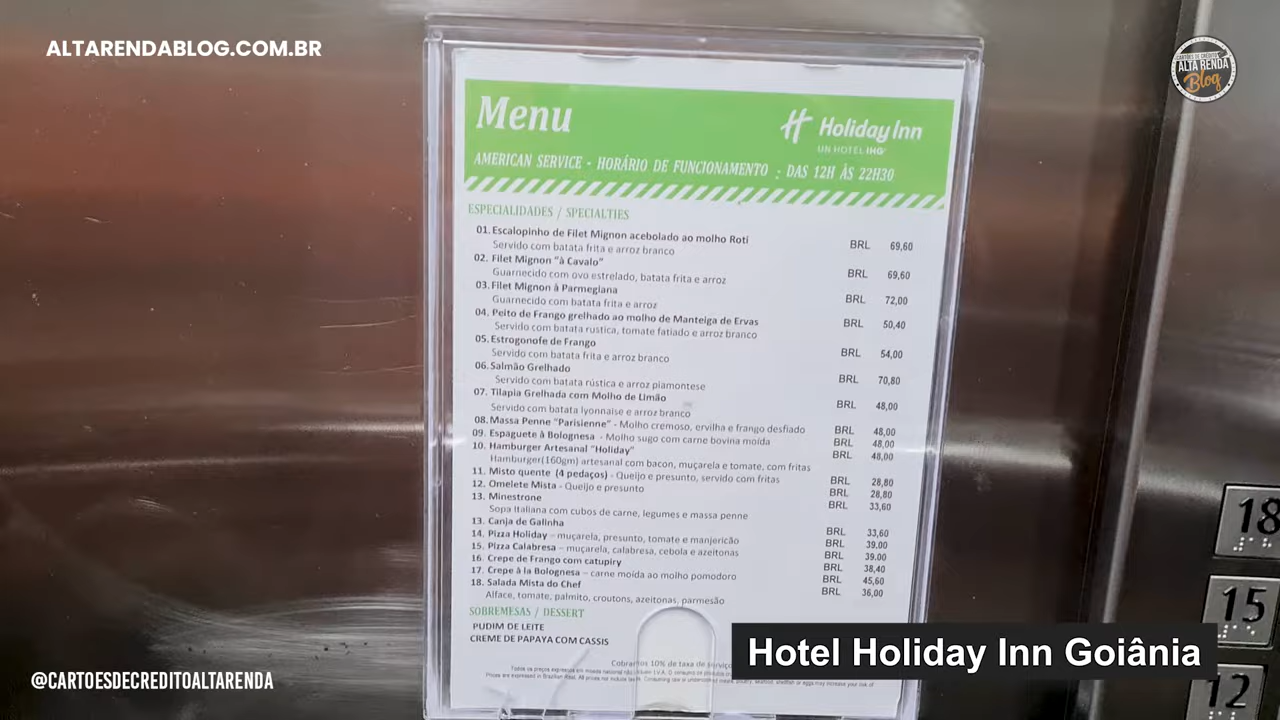 ALTARENDABLOG.COM.BR
CARTÕES DE CRÉDITO
ALTA RENDA
Blog
Menu
Holiday Inn
UN HOTEL IHG
AMERICAN SERVICE - HORÁRIO DE FUNCIONAMENTO : DAS 12H ÀS 22H30
ESPECIALIDADES / SPECIALTIES
01. Escalopinho de Filet Mignon acebolado ao molho Roti BRL 69,60
Servido com batata frita e arroz branco
02. Filet Mignon "à Cavalo" BRL 69,60
Guarnecido com ovo estrelado, batata frita e arroz
03. Filet Mignon à Parmegiana BRL 72,00
Guarnecido com batata frita e arroz
04. Peito de Frango grelhado ao molho de Manteiga de Ervas BRL 50,40
Servido com batata rustica, tomate fatiado e arroz branco
05. Estrogonofe de Frango BRL 54,00
Servido com batata frita e arroz branco
06. Salmão Grelhado BRL 70,80
Servido com batata rústica e arroz piamontese
07. Tilapia Grelhada com Molho de Limão BRL 48,00
Servido com batata lyonnaise e arroz branco
08. Massa Penne "Parisienne" - Molho cremoso, ervilha e frango desfiado BRL 48,00
09. Espaguete à Bolognesa - Molho sugo com carne bovina moída BRL 48,00
10. Hamburger Artesanal "Holiday" BRL 48,00
Hamburger(160gm) artesanal com bacon, muçarela e tomate, com fritas
11. Misto quente (4 pedaços) - Queijo e presunto, servido com fritas BRL 28,80
12. Omelete Mista - Queijo e presunto BRL 28,80
13. Minestrone BRL 33,60
Sopa Italiana com cubos de carne, legumes e massa penne
13. Canja de Galinha BRL 33,60
14. Pizza Holiday – muçarela, presunto, tomate e manjericão BRL 39,00
15. Pizza Calabresa – muçarela, calabresa, cebola e azeitonas BRL 39,00
16. Crepe de Frango com catupiry BRL 38,40
17. Crepe à la Bolognesa – carne moída ao molho pomodoro BRL 45,60
18. Salada Mista do Chef BRL 36,00
Alface, tomate, palmito, croutons, azeitonas, parmesão
SOBREMESAS / DESSERT
PUDIM DE LEITE
CREME DE PAPAYA COM CASSIS
Cobramos 10% de taxa de serviço
18
15
12
Hotel Holiday Inn Goiânia
@CARTOESDECREDITOALTARENDA